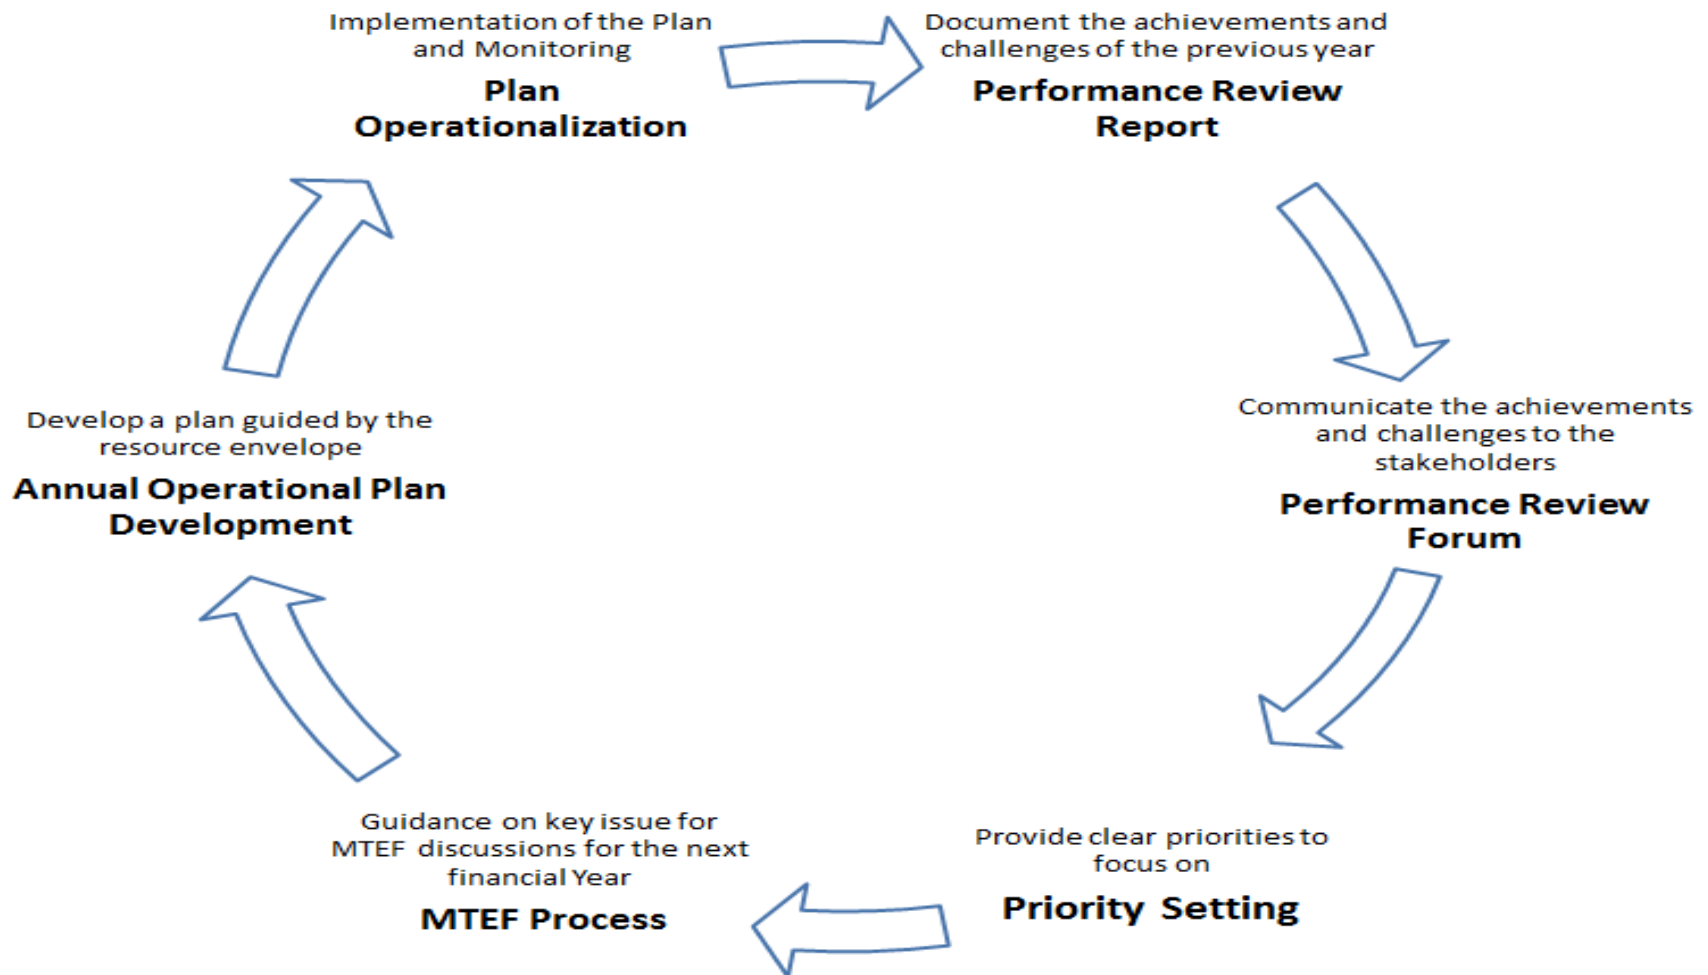 Implementation of the Plan
and Monitoring
Plan
Operationalization
Document the achievements and
challenges of the previous year
Performance Review
Report
Communicate the achievements
and challenges to the
stakeholders
Performance Review
Forum
Provide clear priorities to
focus on
Priority Setting
Guidance on key issue for
MTEF discussions for the next
financial Year
MTEF Process
Develop a plan guided by the
resource envelope
Annual Operational Plan
Development